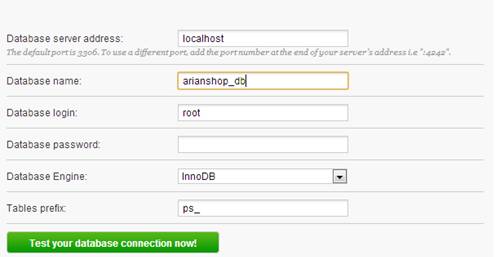 Database server address: localhost
The default port is 3306. To use a different port, add the port number at the end of your server's address i.e ":4242".
Database name: arianshop_db
Database login: root
Database password:
Database Engine: InnoDB
Tables prefix: ps_
Test your database connection now!